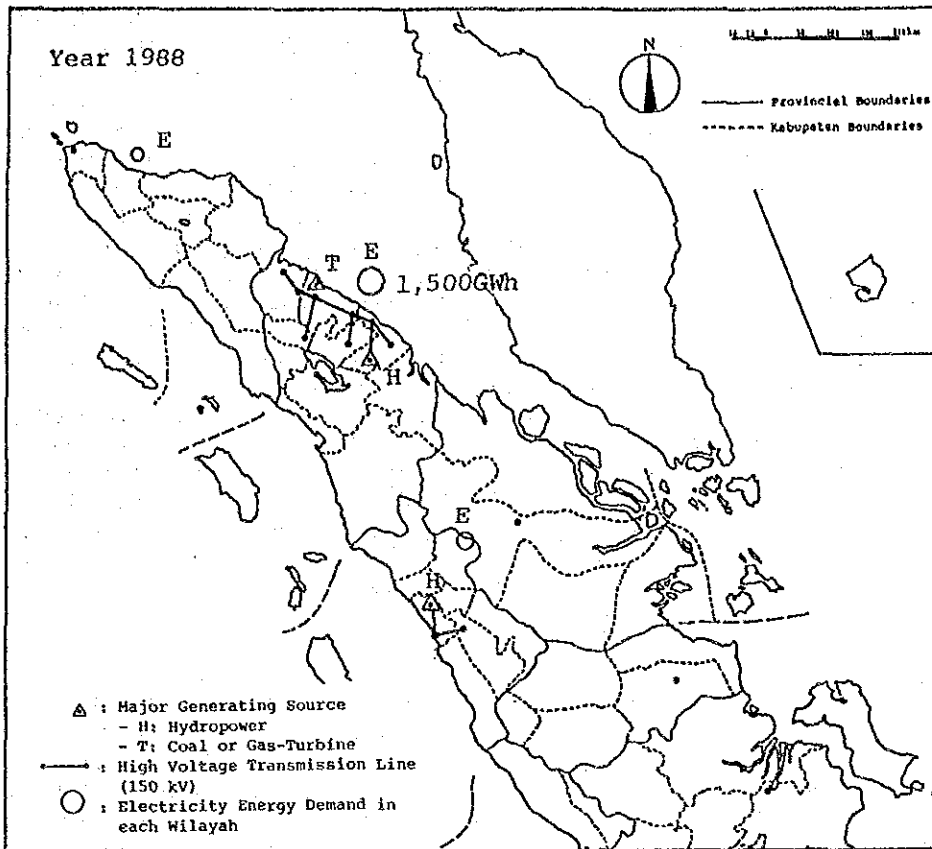 Year 1988
N
Provincial Boundaries
Kabupaten Boundaries
E
T
E
1,500GWh
H
E
H
: Major Generating Source
- H: Hydropower
- T: Coal or Gas-Turbine
: High Voltage Transmission Line
(150 kV)
: Electricity Energy Demand in
each Wilayah